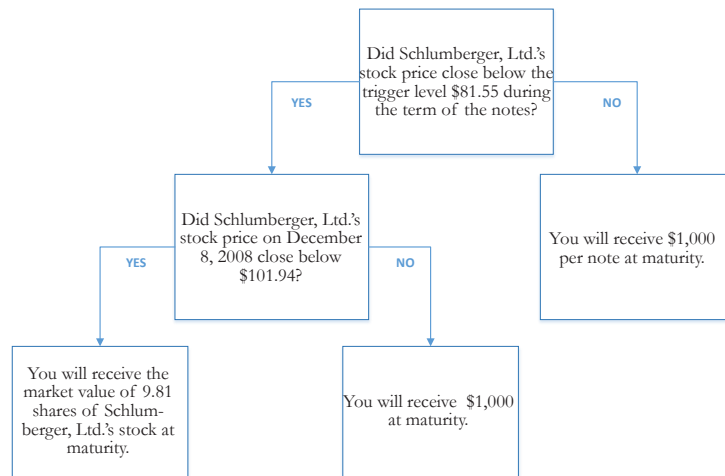 Did Schlumberger, Ltd.'s
stock price close below the
trigger level $81.55 during
the term of the notes?
YES
NO
Did Schlumberger, Ltd.'s
stock price on December
8, 2008 close below
$101.94?
You will receive $1,000
per note at maturity.
YES
NO
You will receive the
market value of 9.81
shares of Schlum-
berger, Ltd.'s stock at
maturity.
You will receive $1,000
at maturity.